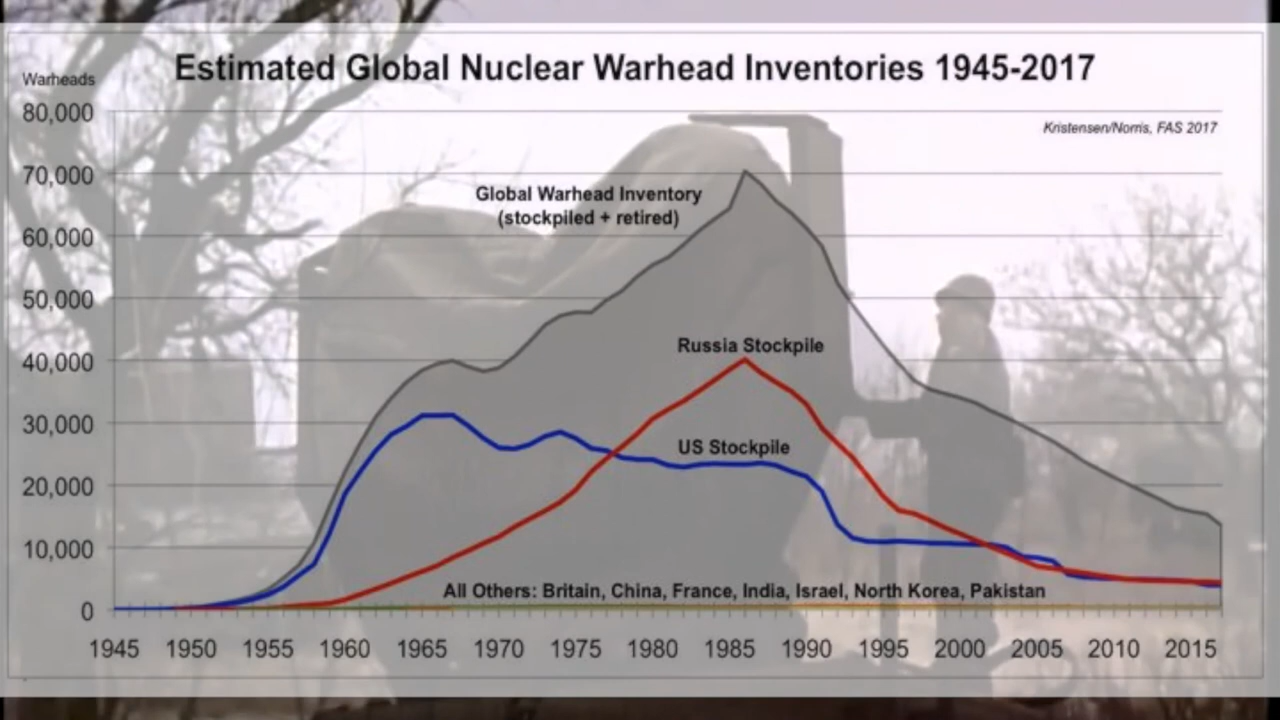 Estimated Global Nuclear Warhead Inventories 1945-2017
Warheads
80,000
Kristensen/Norris, FAS 2017
70,000
Global Warhead Inventory
(stockpiled + retired)
60,000
50,000
40,000
Russia Stockpile
30,000
US Stockpile
20,000
10,000
All Others: Britain, China, France, India, Israel, North Korea, Pakistan
0
1945 1950 1955 1960 1965 1970 1975 1980 1985 1990 1995 2000 2005 2010 2015